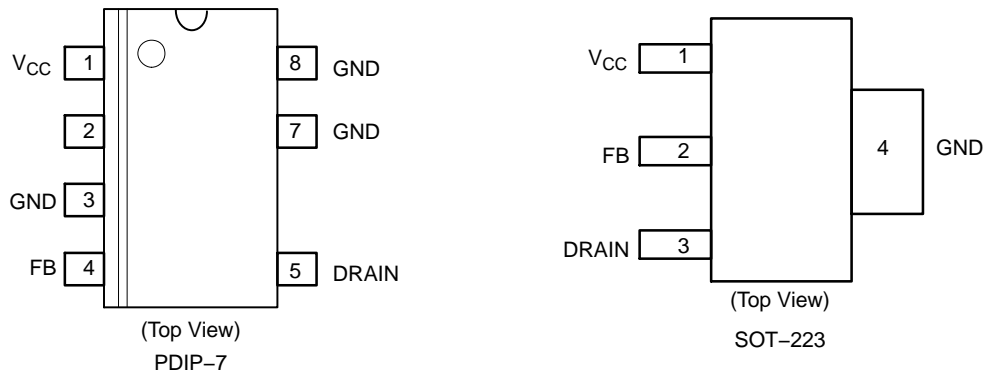 VCC 1 8 GND
2 7 GND
GND 3
FB 4 5 DRAIN
(Top View)
PDIP−7
VCC 1
FB 2 4 GND
DRAIN 3
(Top View)
SOT−223